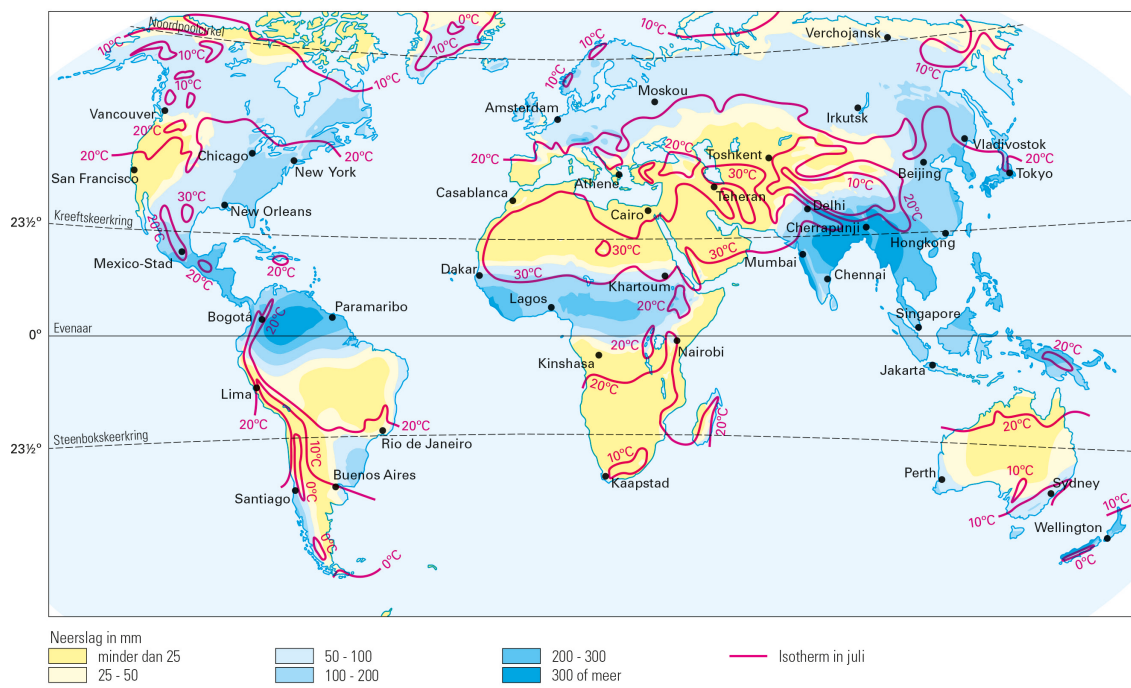 0°C
10°C
10°C
Noordpoolcirkel
Verchojansk
10°C
10°C
10°C
10°C
10°C
10°C
10°C
10°C
Moskou
Amsterdam
Vancouver
Irkutsk
20°C
20°C
Vladivostok
20°C
Chicago
20°C
New York
20°C
20°C
Toshkent
30°C
Beijing
20°C
Tokyo
San Francisco
Athene
10°C
Casablanca
Teheran
Delhi
20°C
Kreeftskeerkring
23½°
20°C
30°C
New Orleans
Cairo
Cherrapunji
Hongkong
Mexico-Stad
20°C
20°C
30°C
30°C
Mumbai
Dakar
30°C
Khartoum
Chennai
Bogotá
20°C
Paramaribo
Lagos
20°C
Singapore
0°
Evenaar
20°C
Nairobi
Kinshasa
20°C
Jakarta
20°C
Lima
20°C
20°C
20°C
20°C
Steenbokskeerkring
23½°
Rio de Janeiro
10°C
10°C
Perth
10°C
Sydney
Buenos Aires
Kaapstad
Santiago
0°C
10°C
10°C
Wellington
0°C
0°C
0°C
Neerslag in mm
minder dan 25
25 - 50
50 - 100
100 - 200
200 - 300
300 of meer
Isotherm in juli